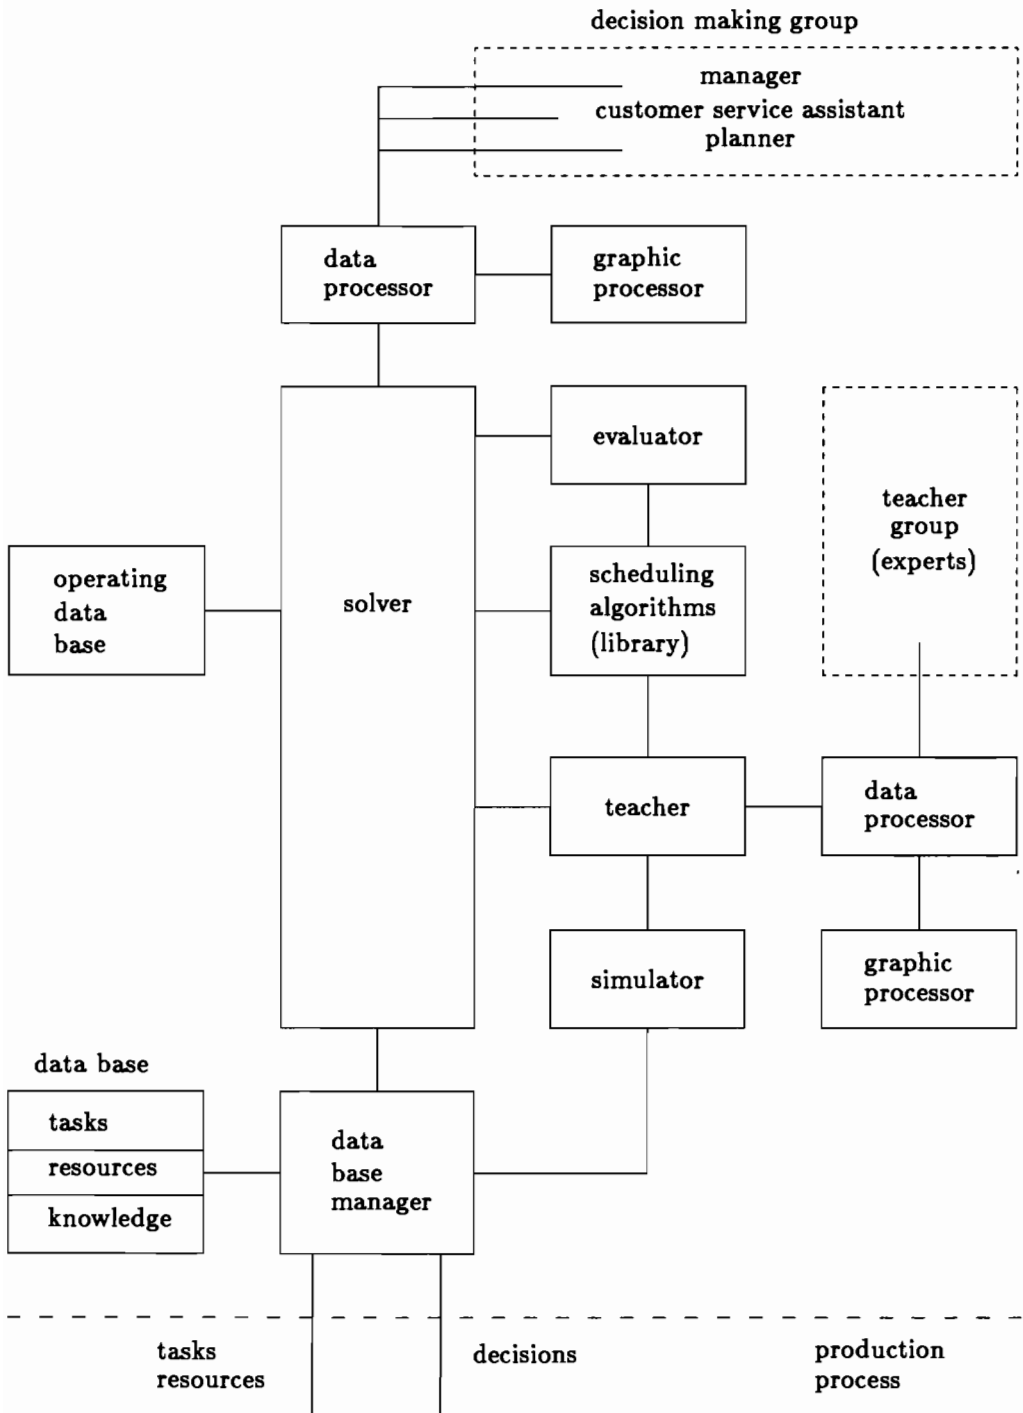 decision making group
manager
customer service assistant
planner
data
processor
graphic
processor
evaluator
teacher
group
(experts)
operating
data
base
solver
scheduling
algorithms
(library)
teacher
data
processor
simulator
graphic
processor
data base
tasks
resources
knowledge
data
base
manager
tasks
resources
decisions
production
process